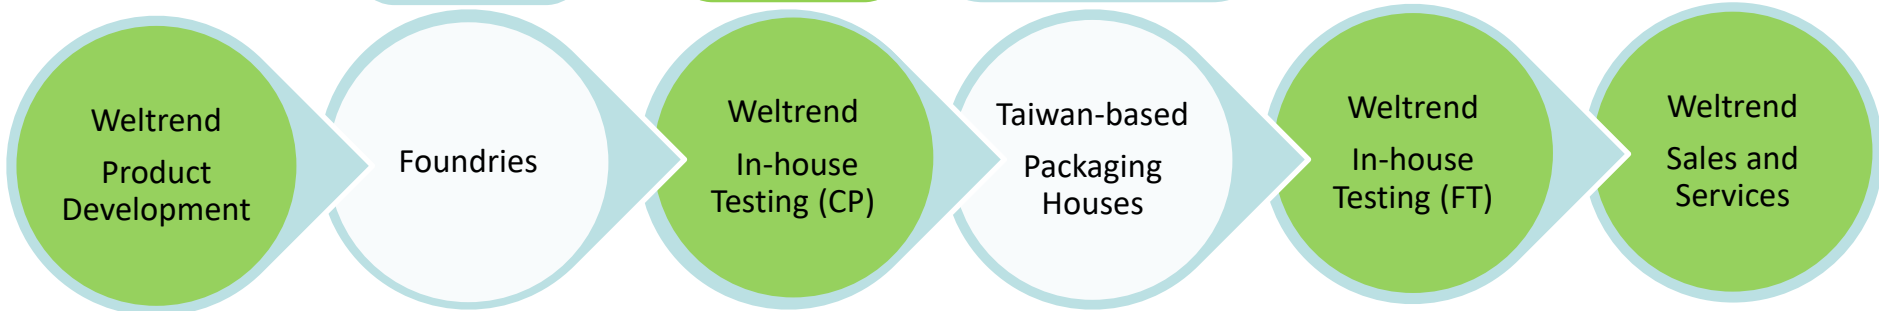 Weltrend
Product
Development
Foundries
Weltrend
In-house
Testing (CP)
Taiwan-based
Packaging
Houses
Weltrend
In-house
Testing (FT)
Weltrend
Sales and
Services